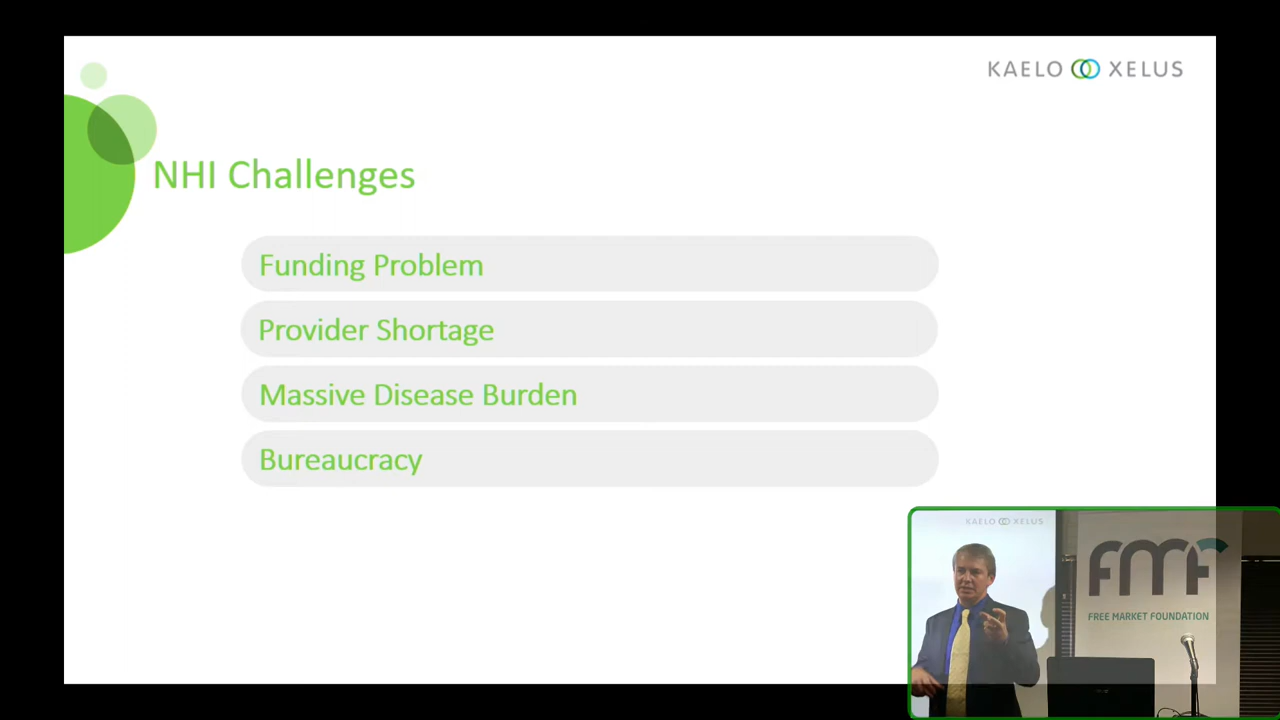 KAELO XELUS
NHI Challenges
Funding Problem
Provider Shortage
Massive Disease Burden
Bureaucracy
KAELO XELUS
FMF
FREE MARKET FOUNDATION